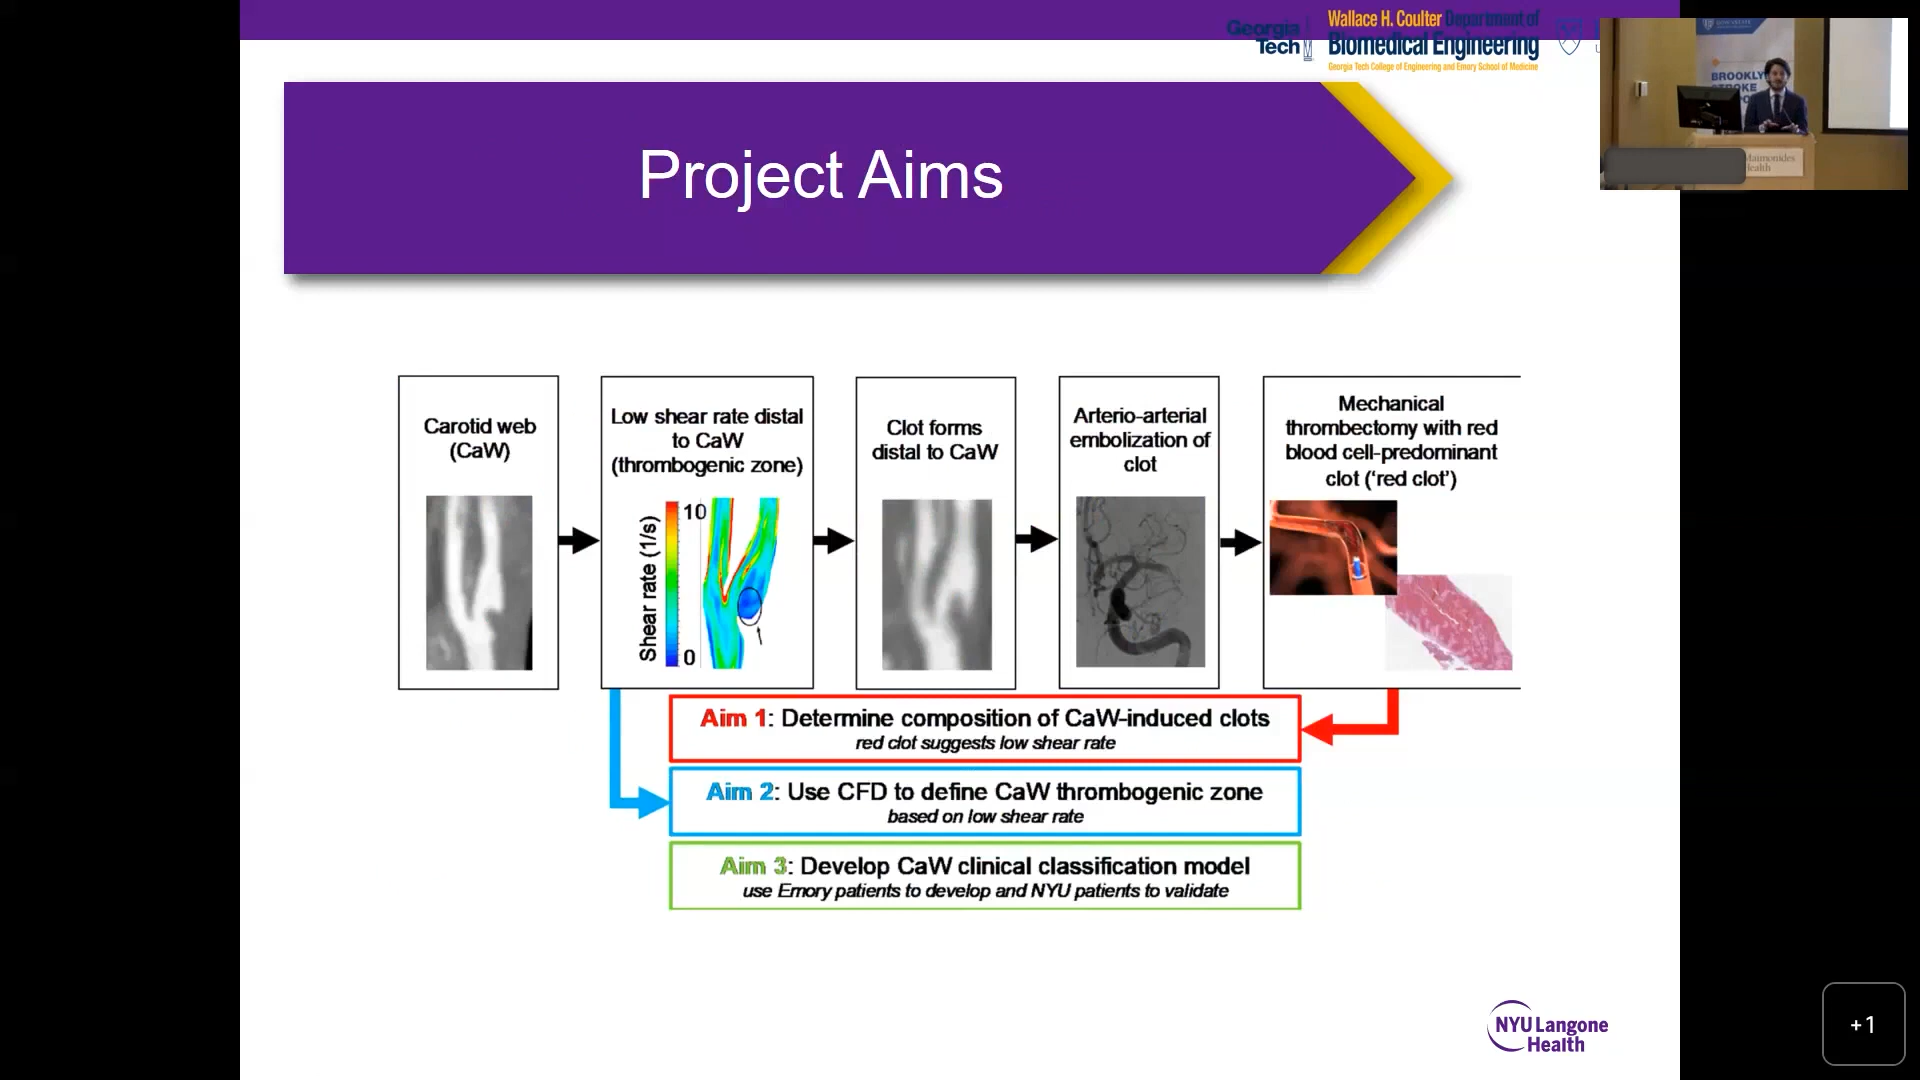 Georgia
Tech
Wallace H. Coulter Department of
Biomedical Engineering
Georgia Tech College of Engineering and Emory School of Medicine
BROOKLY
Maimonides
Health
Project Aims
Carotid web
(CaW)
Low shear rate distal
to CaW
(thrombogenic zone)
Shear rate (1/s)
10
0
Clot forms
distal to CaW
Arterio-arterial
embolization of
clot
Mechanical
thrombectomy with red
blood cell-predominant
clot (‘red clot’)
Aim 1: Determine composition of CaW-induced clots
red clot suggests low shear rate
Aim 2: Use CFD to define CaW thrombogenic zone
based on low shear rate
Aim 3: Develop CaW clinical classification model
use Emory patients to develop and NYU patients to validate
NYU Langone
Health
+1